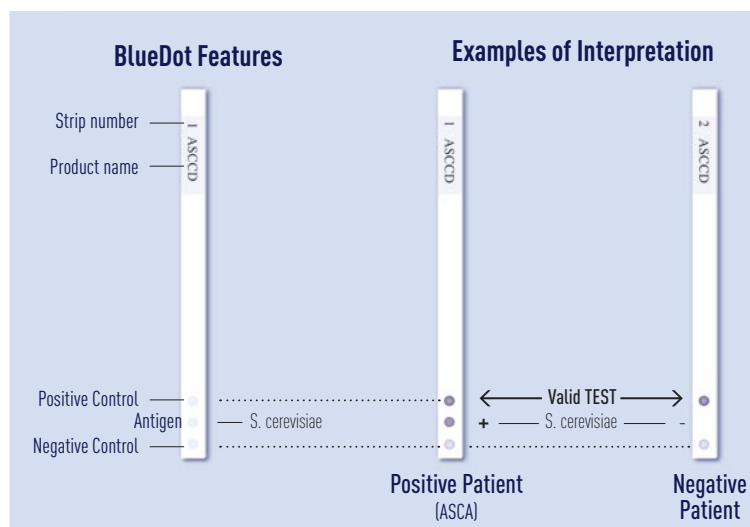 BlueDot Features
Examples of Interpretation
Strip number
Product name
1 ASCCD
1 ASCCD
2 ASCCD
Positive Control
Antigen
S. cerevisiae
Negative Control
Valid TEST
+ S. cerevisiae -
Positive Patient
(ASCA)
Negative
Patient